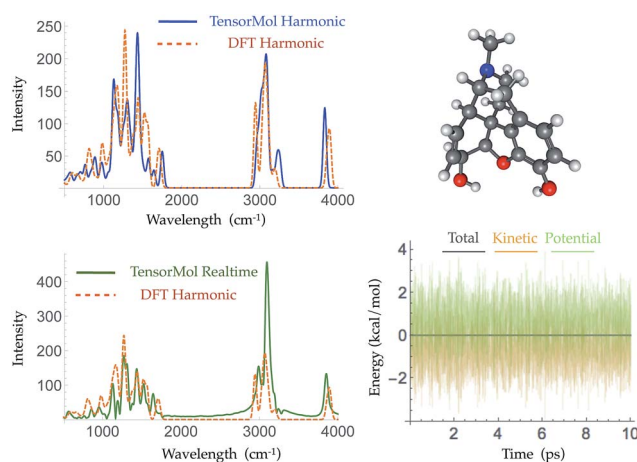 TensorMol Harmonic
DFT Harmonic
250
200
150
100
50
Intensity
1000 2000 3000 4000
Wavelength (cm⁻¹)
TensorMol Realtime
DFT Harmonic
400
300
200
100
Intensity
1000 2000 3000 4000
Wavelength (cm⁻¹)
Total Kinetic Potential
4
2
0
−2
Energy (kcal/mol)
2 4 6 8 10
Time (ps)